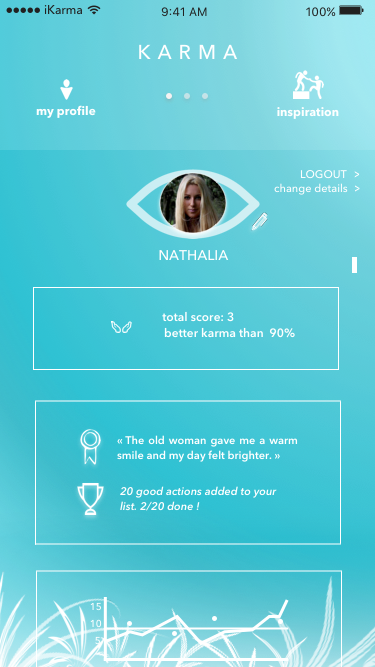 ●●●●● iKarma 9:41 AM 100%
KARMA
my profile
inspiration
LOGOUT >
change details >
NATHALIA
total score: 3
better karma than 90%
« The old woman gave me a warm
smile and my day felt brighter. »
20 good actions added to your
list. 2/20 done !
15
10
5